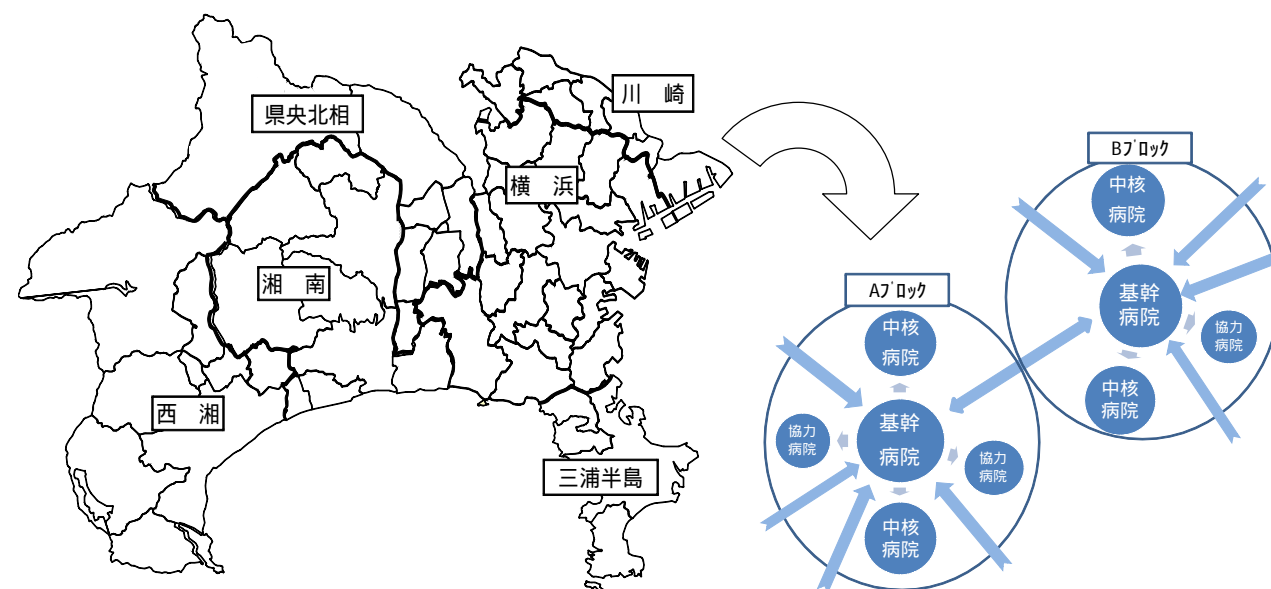 川　崎
県央北相
横　浜
湘　南
西　湘
三浦半島
Bﾌﾞﾛｯｸ
中核
病院
基幹
病院
協力
病院
中核
病院
Aﾌﾞﾛｯｸ
中核
病院
協力
病院
基幹
病院
協力
病院
中核
病院